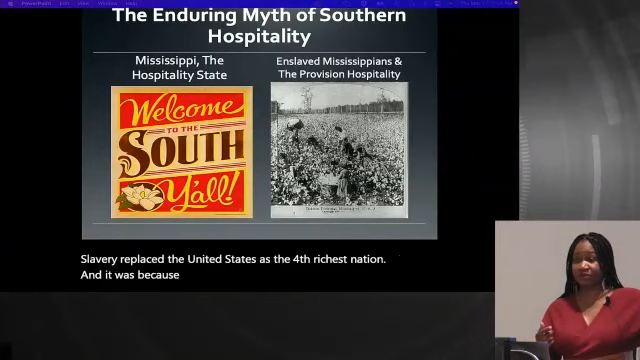 PowerPoint
The Enduring Myth of Southern
Hospitality
Mississippi, The
Hospitality State
Enslaved Mississippians &
The Provision Hospitality
Welcome
TO THE
SOUTH
Y'all!
Slavery replaced the United States as the 4th richest nation.
And it was because